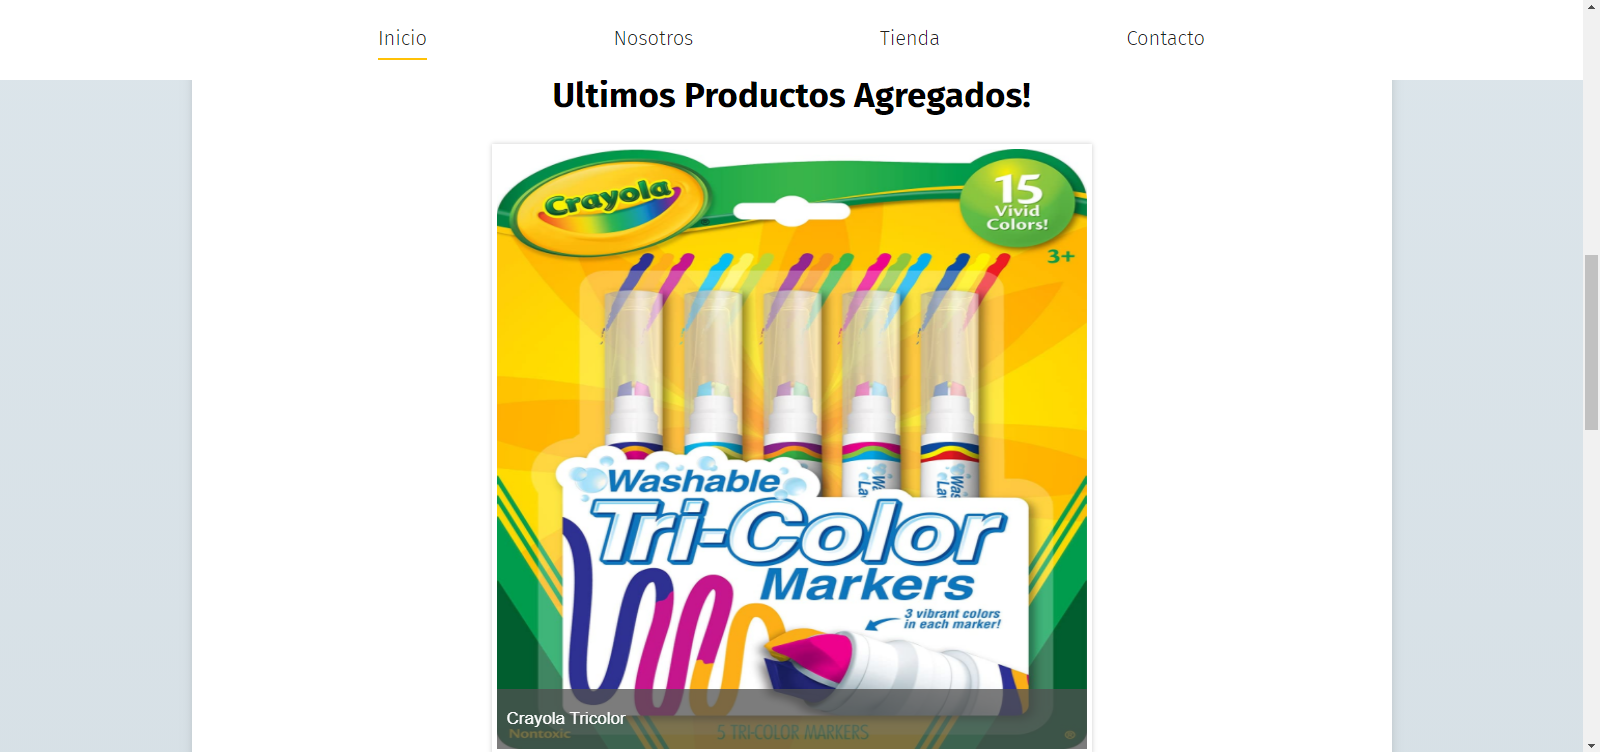 Inicio Nosotros Tienda Contacto
Ultimos Productos Agregados!
Crayola
15
Vivid
Colors!
3+
Washable
Tri-Color
Markers
3 vibrant colors
in each marker!
Crayola Tricolor
Nontoxic
5 TRI-COLOR MARKERS